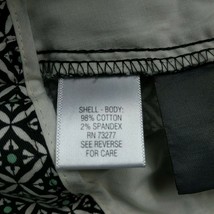 SHELL - BODY:
98% COTTON
2% SPANDEX
RN 73277
SEE REVERSE
FOR CARE